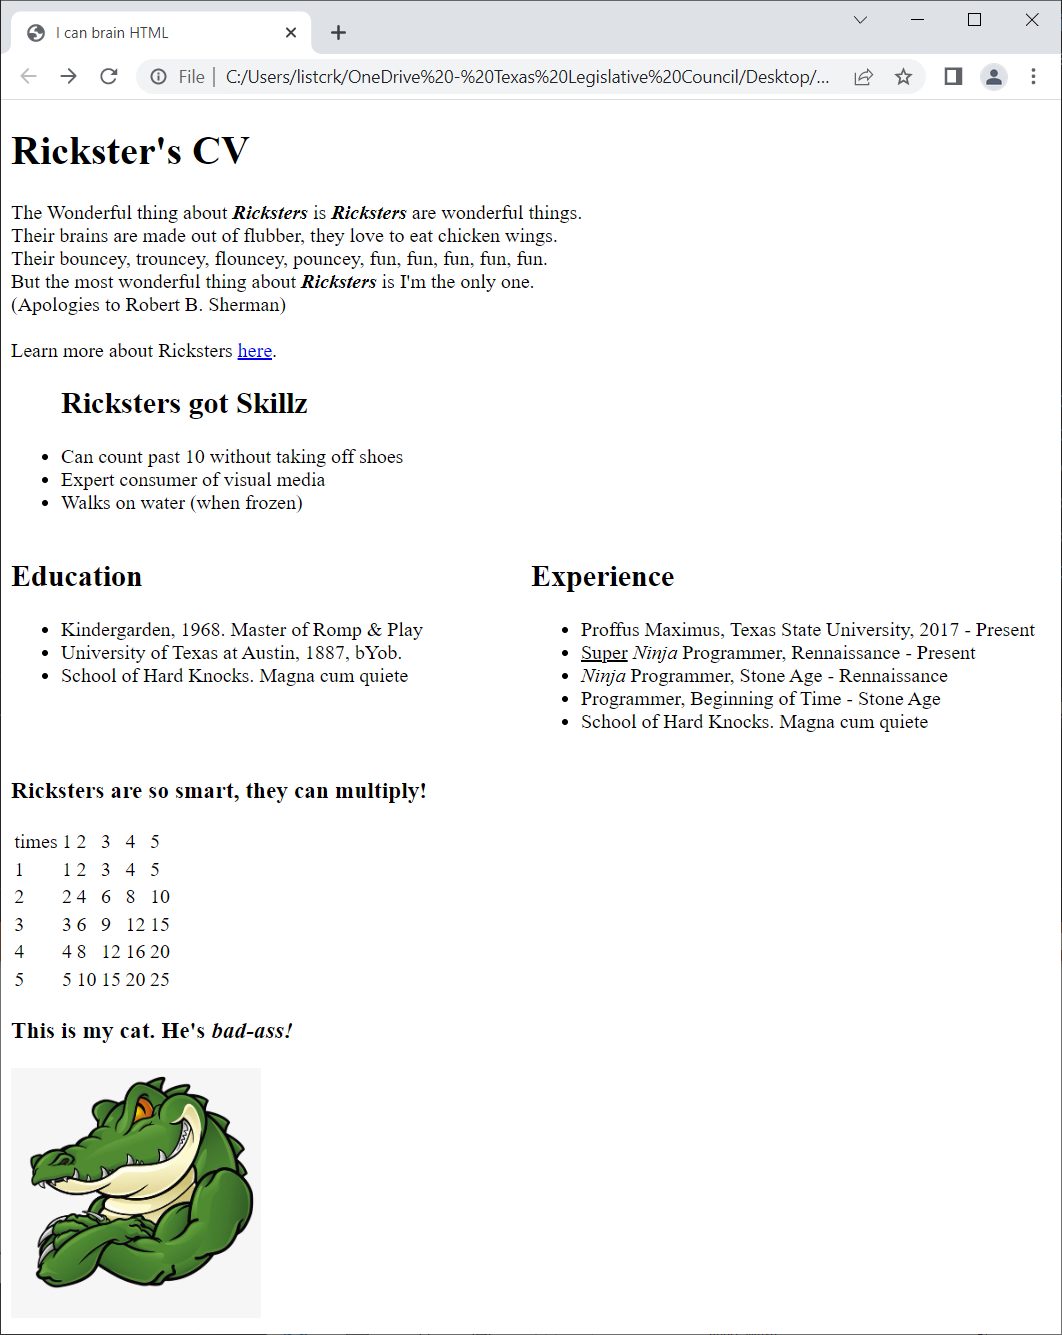 I can brain HTML
File | C:/Users/listcrk/OneDrive%20-%20Texas%20Legislative%20Council/Desktop/...
Rickster's CV
The Wonderful thing about Ricksters is Ricksters are wonderful things.
Their brains are made out of flubber, they love to eat chicken wings.
Their bouncey, trouncey, flouncey, pouncey, fun, fun, fun, fun, fun.
But the most wonderful thing about Ricksters is I'm the only one.
(Apologies to Robert B. Sherman)
Learn more about Ricksters here.
Ricksters got Skillz
• Can count past 10 without taking off shoes
• Expert consumer of visual media
• Walks on water (when frozen)
Education
• Kindergarden, 1968. Master of Romp & Play
• University of Texas at Austin, 1887, bYob.
• School of Hard Knocks. Magna cum quiete
Experience
• Proffus Maximus, Texas State University, 2017 - Present
• Super Ninja Programmer, Rennaissance - Present
• Ninja Programmer, Stone Age - Rennaissance
• Programmer, Beginning of Time - Stone Age
• School of Hard Knocks. Magna cum quiete
Ricksters are so smart, they can multiply!
times 1 2 3 4 5
1 1 2 3 4 5
2 2 4 6 8 10
3 3 6 9 12 15
4 4 8 12 16 20
5 5 10 15 20 25
This is my cat. He's bad-ass!